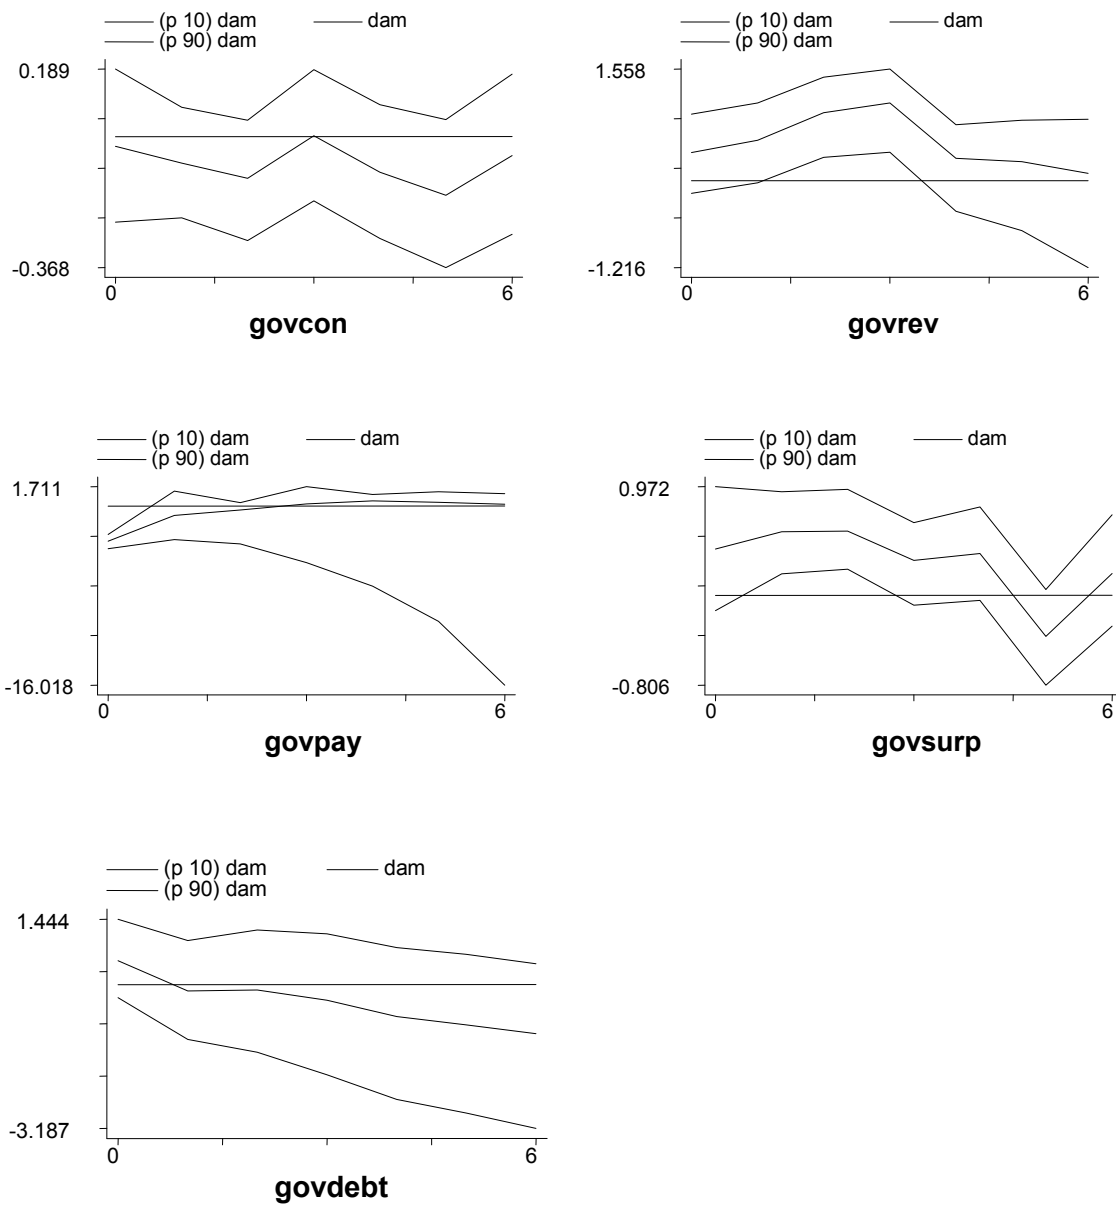 (p 10) dam dam
(p 90) dam
0.189
-0.368
0 6
govcon
(p 10) dam dam
(p 90) dam
1.558
-1.216
0 6
govrev
(p 10) dam dam
(p 90) dam
1.711
-16.018
0 6
govpay
(p 10) dam dam
(p 90) dam
0.972
-0.806
0 6
govsurp
(p 10) dam dam
(p 90) dam
1.444
-3.187
0 6
govdebt